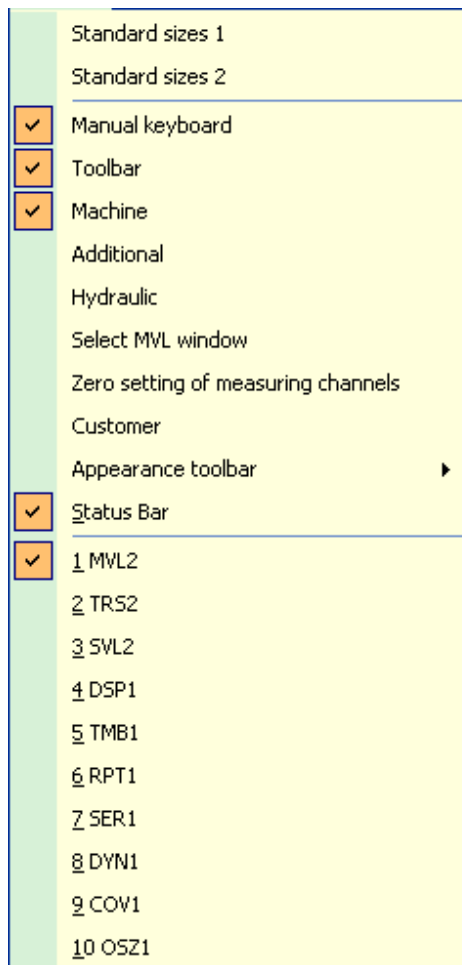 Standard sizes 1
Standard sizes 2
Manual keyboard
Toolbar
Machine
Additional
Hydraulic
Select MVL window
Zero setting of measuring channels
Customer
Appearance toolbar
Status Bar
1 MVL2
2 TRS2
3 SVL2
4 DSP1
5 TMB1
6 RPT1
7 SER1
8 DYN1
9 COV1
10 OSZ1